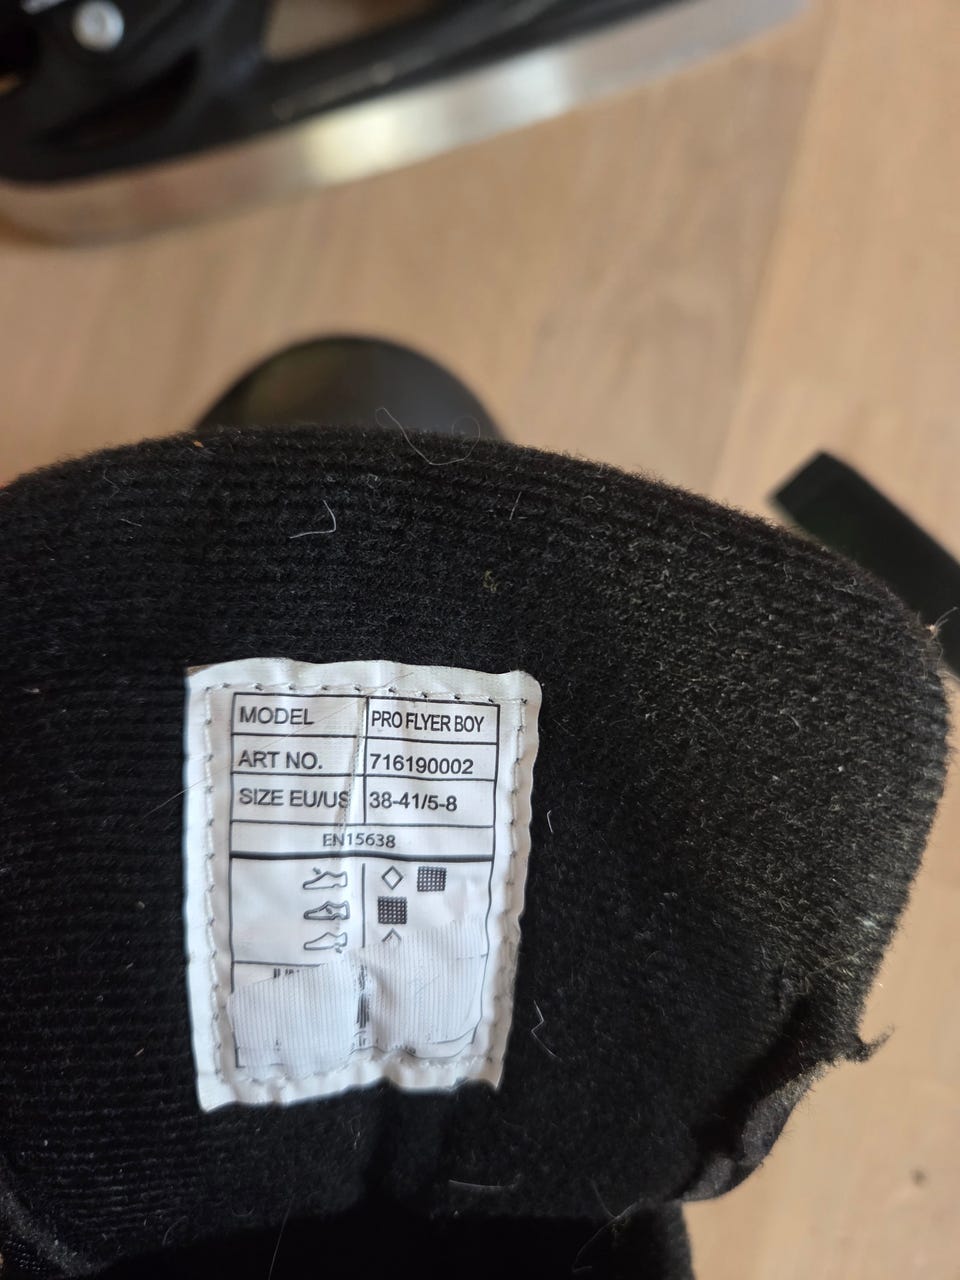 MODEL PRO FLYER BOY
ART NO. 716190002
SIZE EU/US 38-41/5-8
EN15638